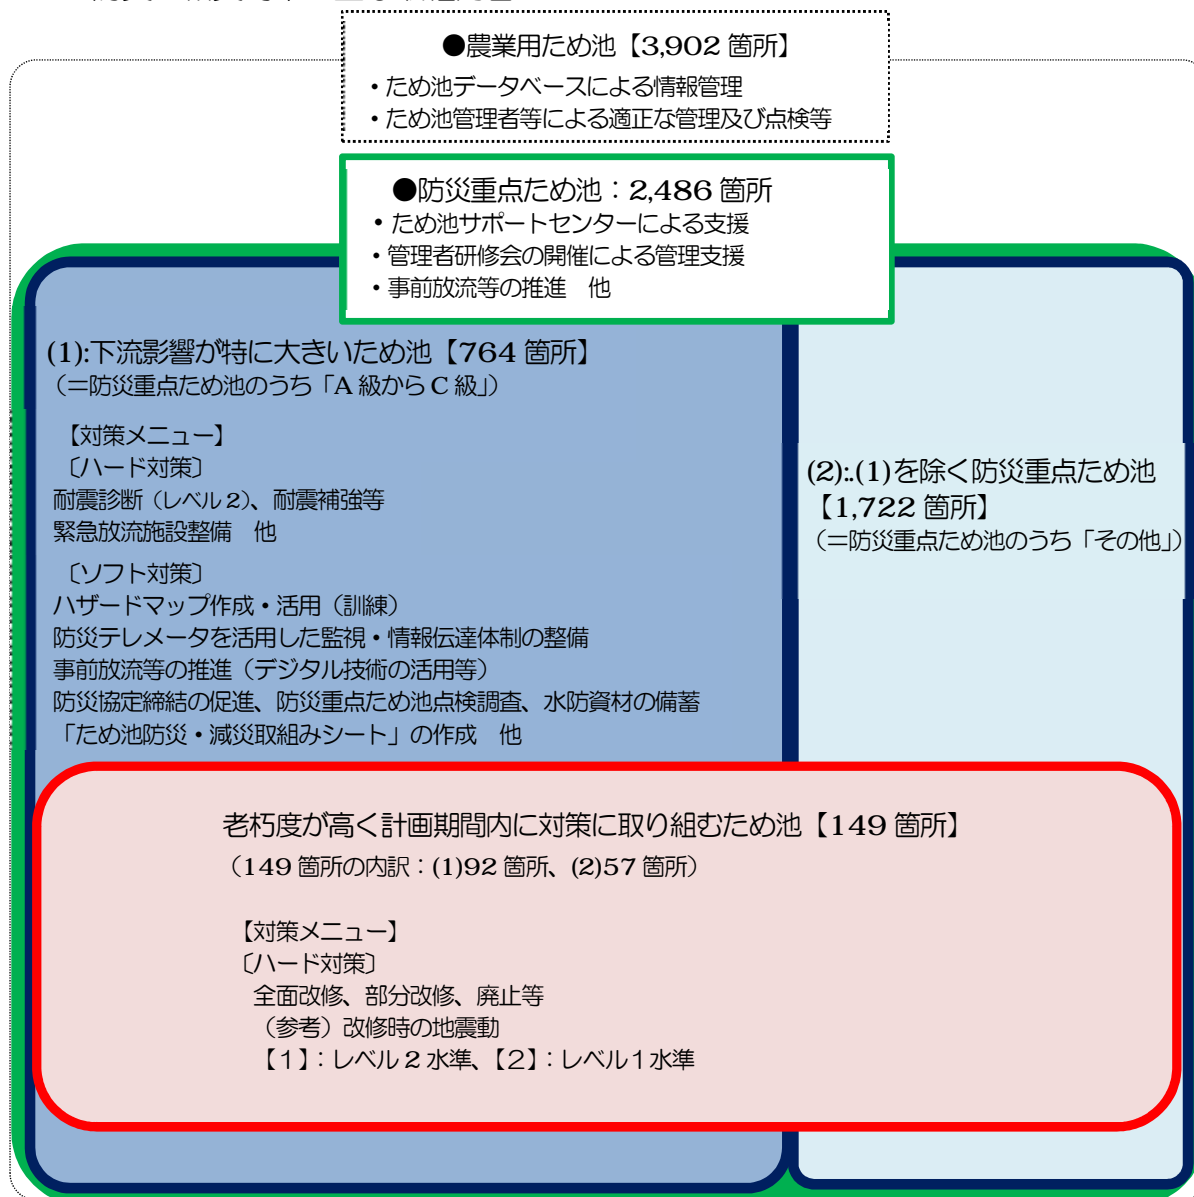 ●農業用ため池【3,902 箇所】
・ため池データベースによる情報管理
・ため池管理者等による適正な管理及び点検等
●防災重点ため池：2,486 箇所
・ため池サポートセンターによる支援
・管理者研修会の開催による管理支援
・事前放流等の推進　他
(1):下流影響が特に大きいため池【764 箇所】
（＝防災重点ため池のうち「A 級から C 級」）
【対策メニュー】
〔ハード対策〕
耐震診断（レベル 2）、耐震補強等
緊急放流施設整備　他
〔ソフト対策〕
ハザードマップ作成・活用（訓練）
防災テレメータを活用した監視・情報伝達体制の整備
事前放流等の推進（デジタル技術の活用等）
防災協定締結の促進、防災重点ため池点検調査、水防資材の備蓄
「ため池防災・減災取組みシート」の作成　他
(2):.(1)を除く防災重点ため池
【1,722 箇所】
（＝防災重点ため池のうち「その他」）
老朽度が高く計画期間内に対策に取り組むため池【149 箇所】
（149 箇所の内訳：(1)92 箇所、(2)57 箇所）
【対策メニュー】
〔ハード対策〕
全面改修、部分改修、廃止等
（参考）改修時の地震動
【１】：レベル 2 水準、【２】：レベル１水準